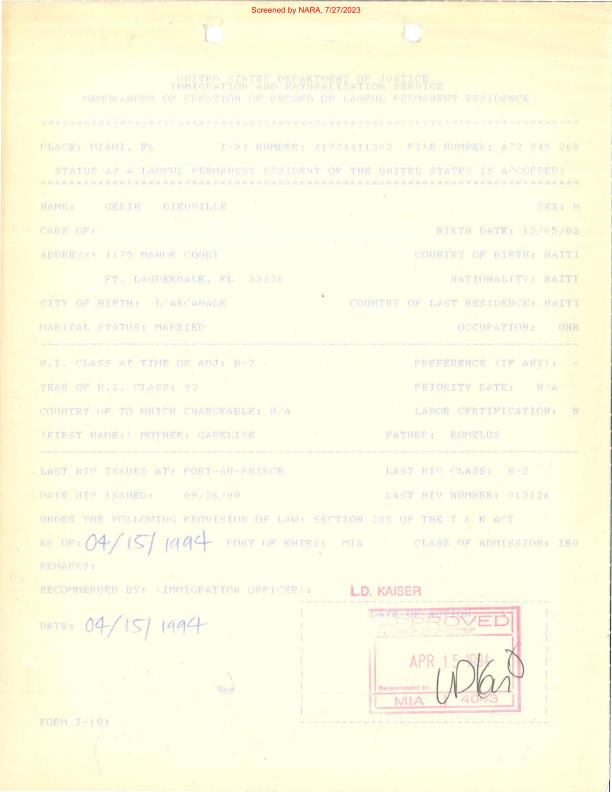 Screened by NARA, 7/27/2023
UNITED STATES DEPARTMENT OF JUSTICE
IMMIGRATION AND NATURALIZATION SERVICE
MEMORANDUM OF CREATION OF RECORD OF LAWFUL PERMANENT RESIDENCE
PLACE: MIAMI, FL I-94 NUMBER: 41774411302 FILE NUMBER: A72 845 268
STATUS AS A LAWFUL PERMANENT RESIDENT OF THE UNITED STATES IS ACCORDED:
NAME: GELIN DIENVILLE SEX: M
CARE OF: BIRTH DATE: 12/05/02
ADDRESS: 1175 MANOR COURT COUNTRY OF BIRTH: HAITI
FT. LAUDERDALE, FL 33326 NATIONALITY: HAITI
CITY OF BIRTH: L'ARCAHAIE COUNTRY OF LAST RESIDENCE: HAITI
MARITAL STATUS: MARRIED OCCUPATION: UNE
N.I. CLASS AT TIME OF ADJ: B-2 PREFERENCE (IF ANY): -
YEAR OF N.I. CLASS: 92 PRIORITY DATE: N/A
COUNTRY OF TO WHICH CHARGEABLE: N/A LABOR CERTIFICATION: N
(FIRST NAME:) MOTHER: FATHER: ROMELUS
LAST NIV ISSUED AT: PORT-AU-PRINCE LAST NIV CLASS: B-2
DATE NIV ISSUED: 09/26/90 LAST NIV NUMBER: 013126
UNDER THE FOLLOWING PROVISION OF LAW: SECTION 245 OF THE I & N ACT
AS OF: 04/15/1994 PORT OF ENTRY: MIA CLASS OF ADMISSION: IR0
REMARKS:
RECOMMENDED BY: (IMMIGRATION OFFICER): L.D. KAISER
DATE OF ACTION
APPROVED
DATE: 04/15/1994
APR 15 1994
Recommended by:
MIA 4043
FORM I-181